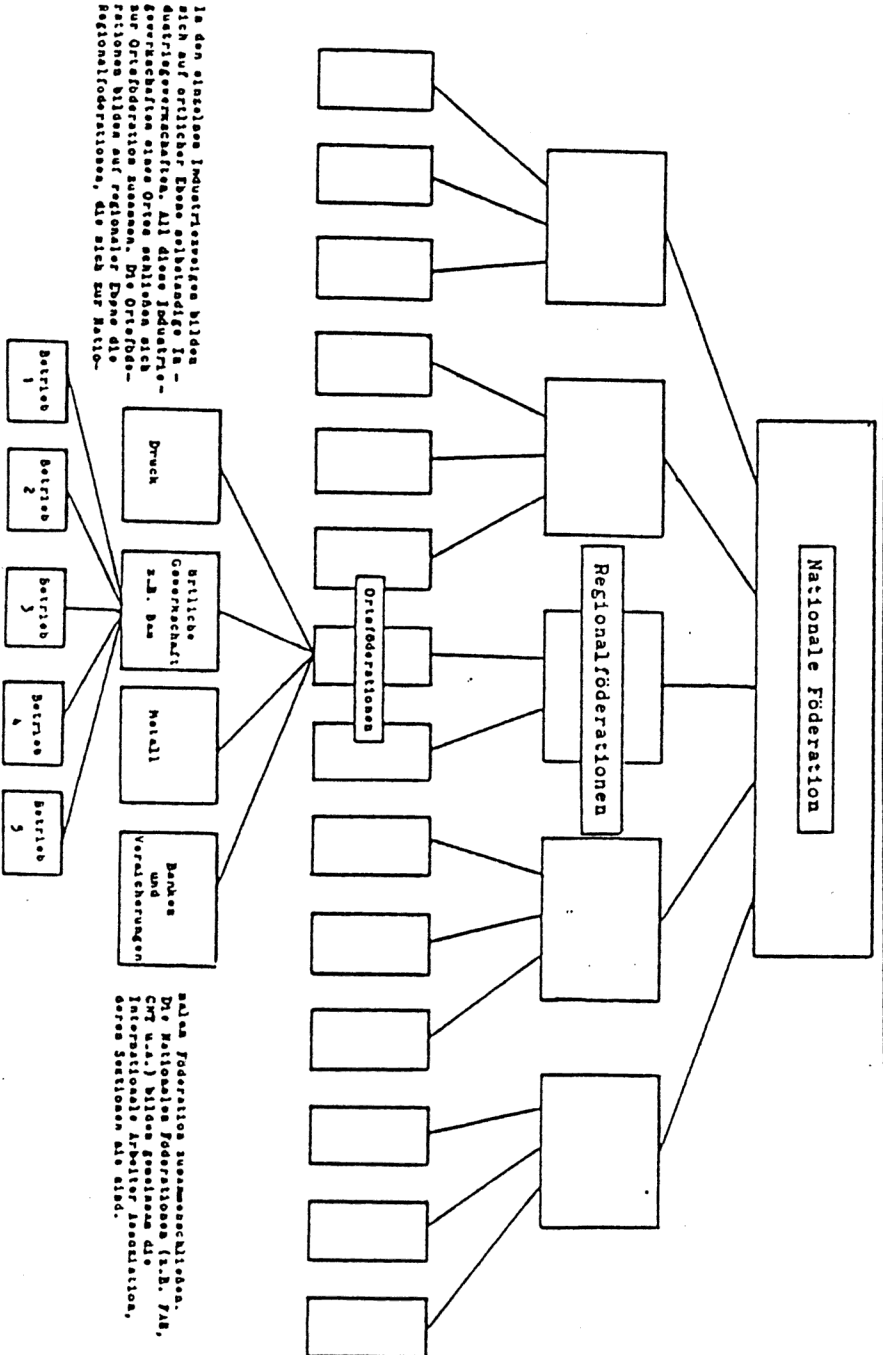 Nationale Föderation
Regionalföderationen
Ortsföderationen
Druck
Örtliche
Gewerkschaft
z.B. Bau
Metall
Banken
und
Versicherungen
Betrieb
1
Betrieb
2
Betrieb
3
Betrieb
4
Betrieb
5
In den einzelnen Industriezweigen bilden
sich auf örtlicher Ebene selbständige In-
dustriegewerkschaften. All diese Industrie-
gewerkschaften eines Ortes schließen sich
zur Ortsföderation zusammen. Die Ortsföde-
rationen bilden auf regionaler Ebene die
Regionalföderationen, die sich zur Natio-
nalen Föderation zusammenschließen.
Die Nationalen Föderationen (z.B. FAU,
CNT u.a.) bilden gemeinsam die
Internationale Arbeiter Assoziation,
deren Sektionen sie sind.